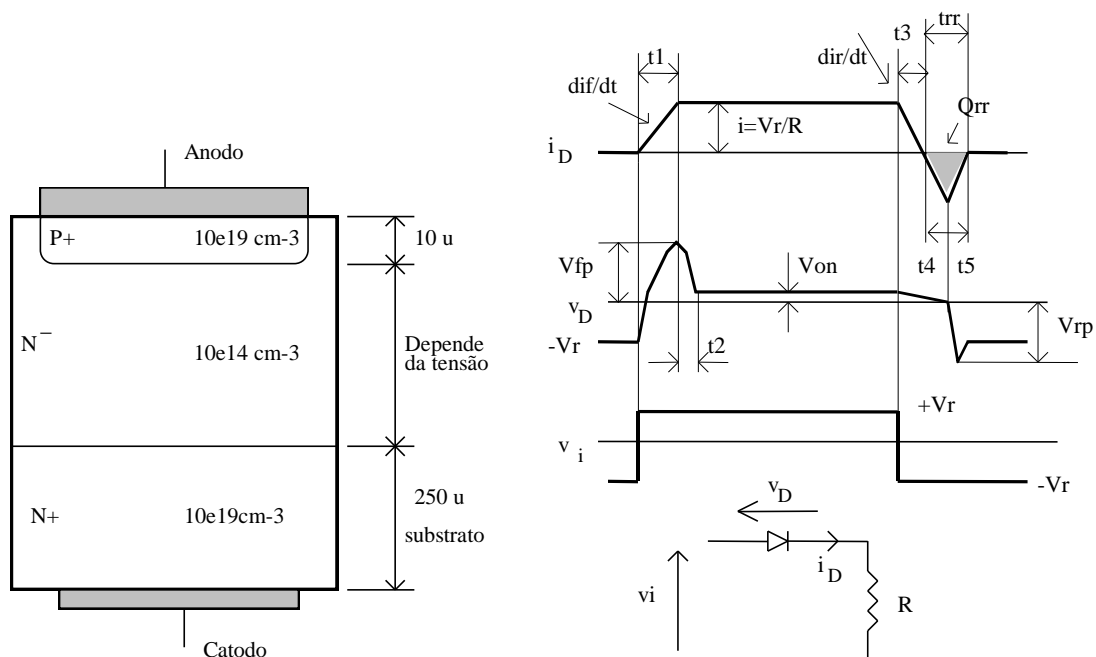 Anodo
P+ 10e19 cm-3
10 u
N−
10e14 cm-3
Depende
da tensão
N+ 10e19cm-3
250 u
substrato
Catodo
trr
t3
t1
dir/dt
dif/dt
Qrr
i=Vr/R
iD
Vfp
Von
t4 t5
vD
Vrp
-Vr
t2
+Vr
vi
-Vr
vD
iD
vi
R